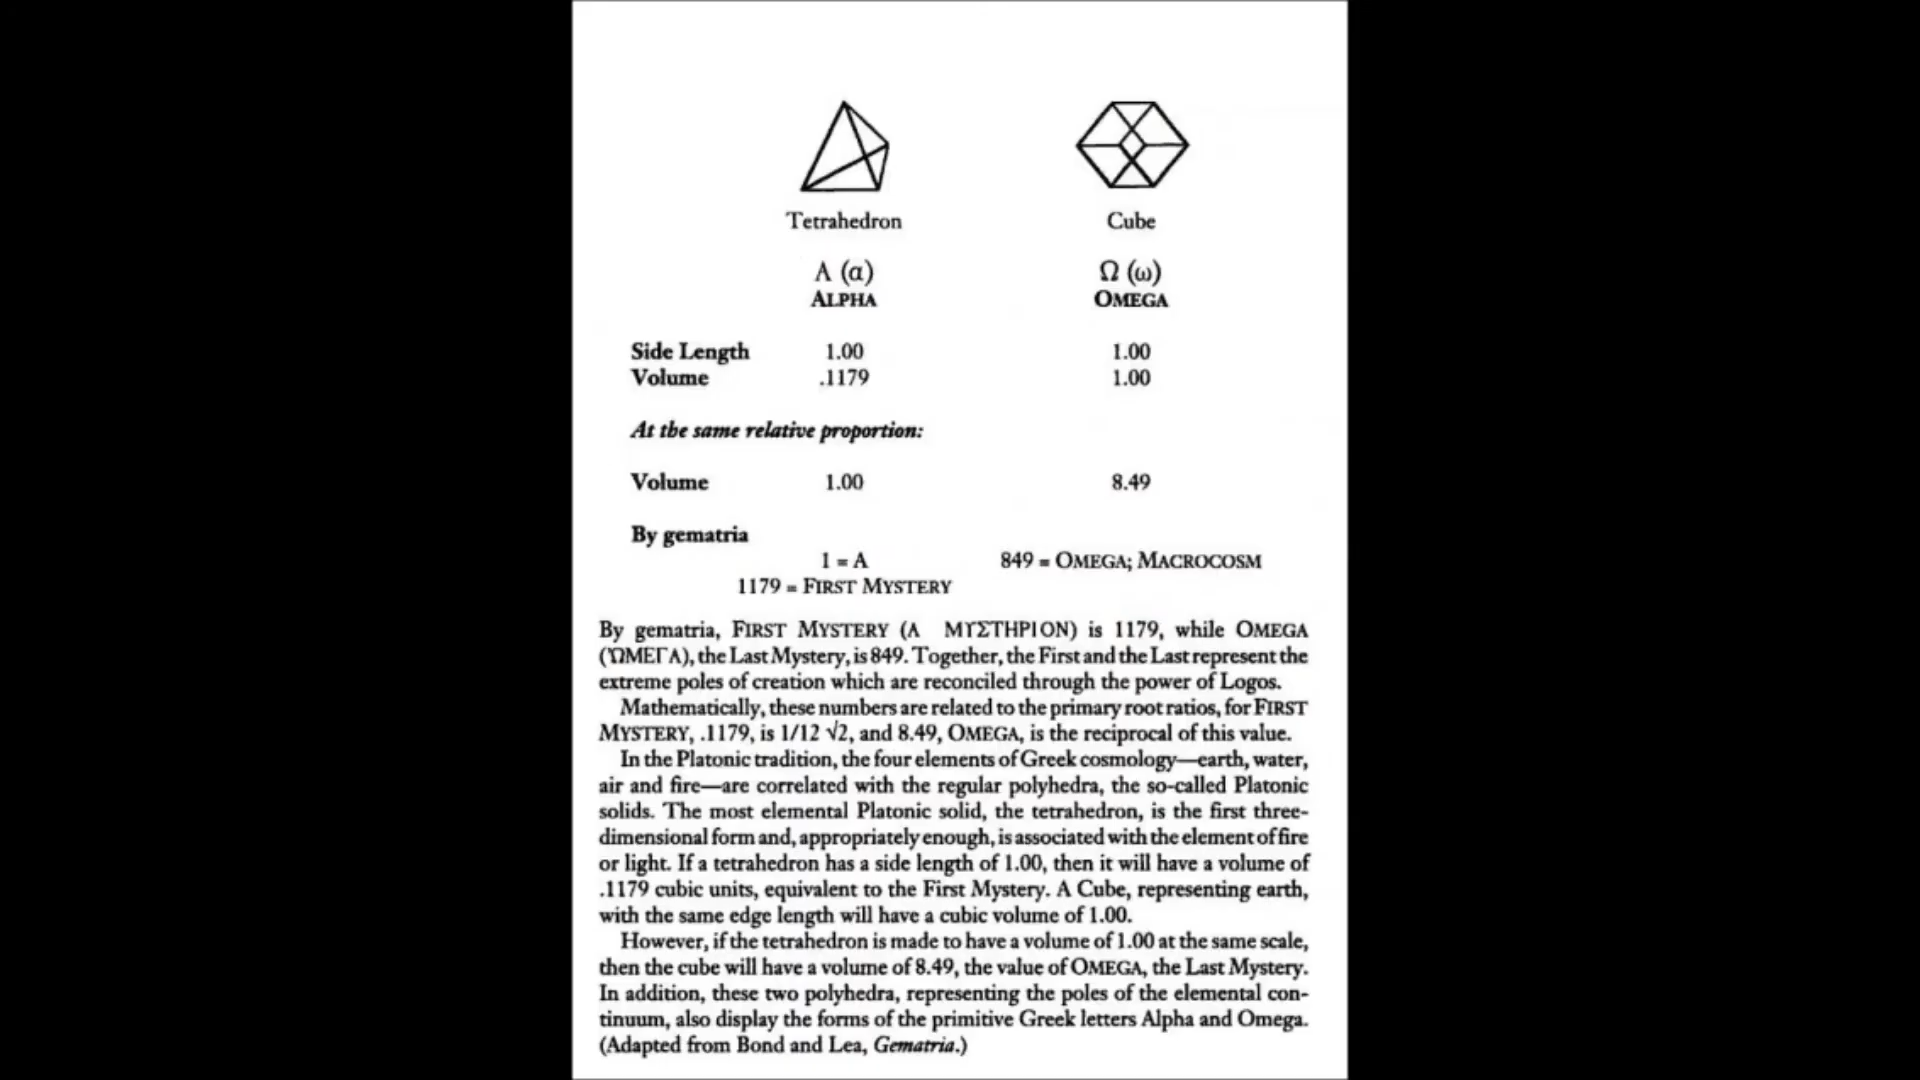 Tetrahedron Cube
Λ (α) Ω (ω)
ALPHA OMEGA
Side Length 1.00 1.00
Volume .1179 1.00
At the same relative proportion:
Volume 1.00 8.49
By gematria
1 = A 849 = OMEGA; MACROCOSM
1179 = FIRST MYSTERY
By gematria, FIRST MYSTERY (Λ ΜΥΣΤΗΡΙΟΝ) is 1179, while OMEGA
(ὨΜΕΓΑ), the Last Mystery, is 849. Together, the First and the Last represent the
extreme poles of creation which are reconciled through the power of Logos.
Mathematically, these numbers are related to the primary root ratios, for FIRST
MYSTERY, .1179, is 1/12 √2, and 8.49, OMEGA, is the reciprocal of this value.
In the Platonic tradition, the four elements of Greek cosmology—earth, water,
air and fire—are correlated with the regular polyhedra, the so-called Platonic
solids. The most elemental Platonic solid, the tetrahedron, is the first three-
dimensional form and, appropriately enough, is associated with the element of fire
or light. If a tetrahedron has a side length of 1.00, then it will have a volume of
.1179 cubic units, equivalent to the First Mystery. A Cube, representing earth,
with the same edge length will have a cubic volume of 1.00.
However, if the tetrahedron is made to have a volume of 1.00 at the same scale,
then the cube will have a volume of 8.49, the value of OMEGA, the Last Mystery.
In addition, these two polyhedra, representing the poles of the elemental con-
tinuum, also display the forms of the primitive Greek letters Alpha and Omega.
(Adapted from Bond and Lea, Gematria.)